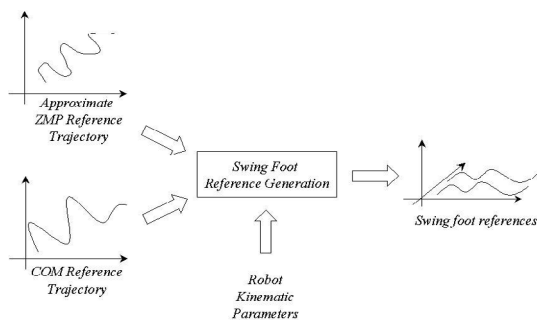 Approximate
ZMP Reference
Trajectory
Swing Foot
Reference Generation
Swing foot references
COM Reference
Trajectory
Robot
Kinematic
Parameters